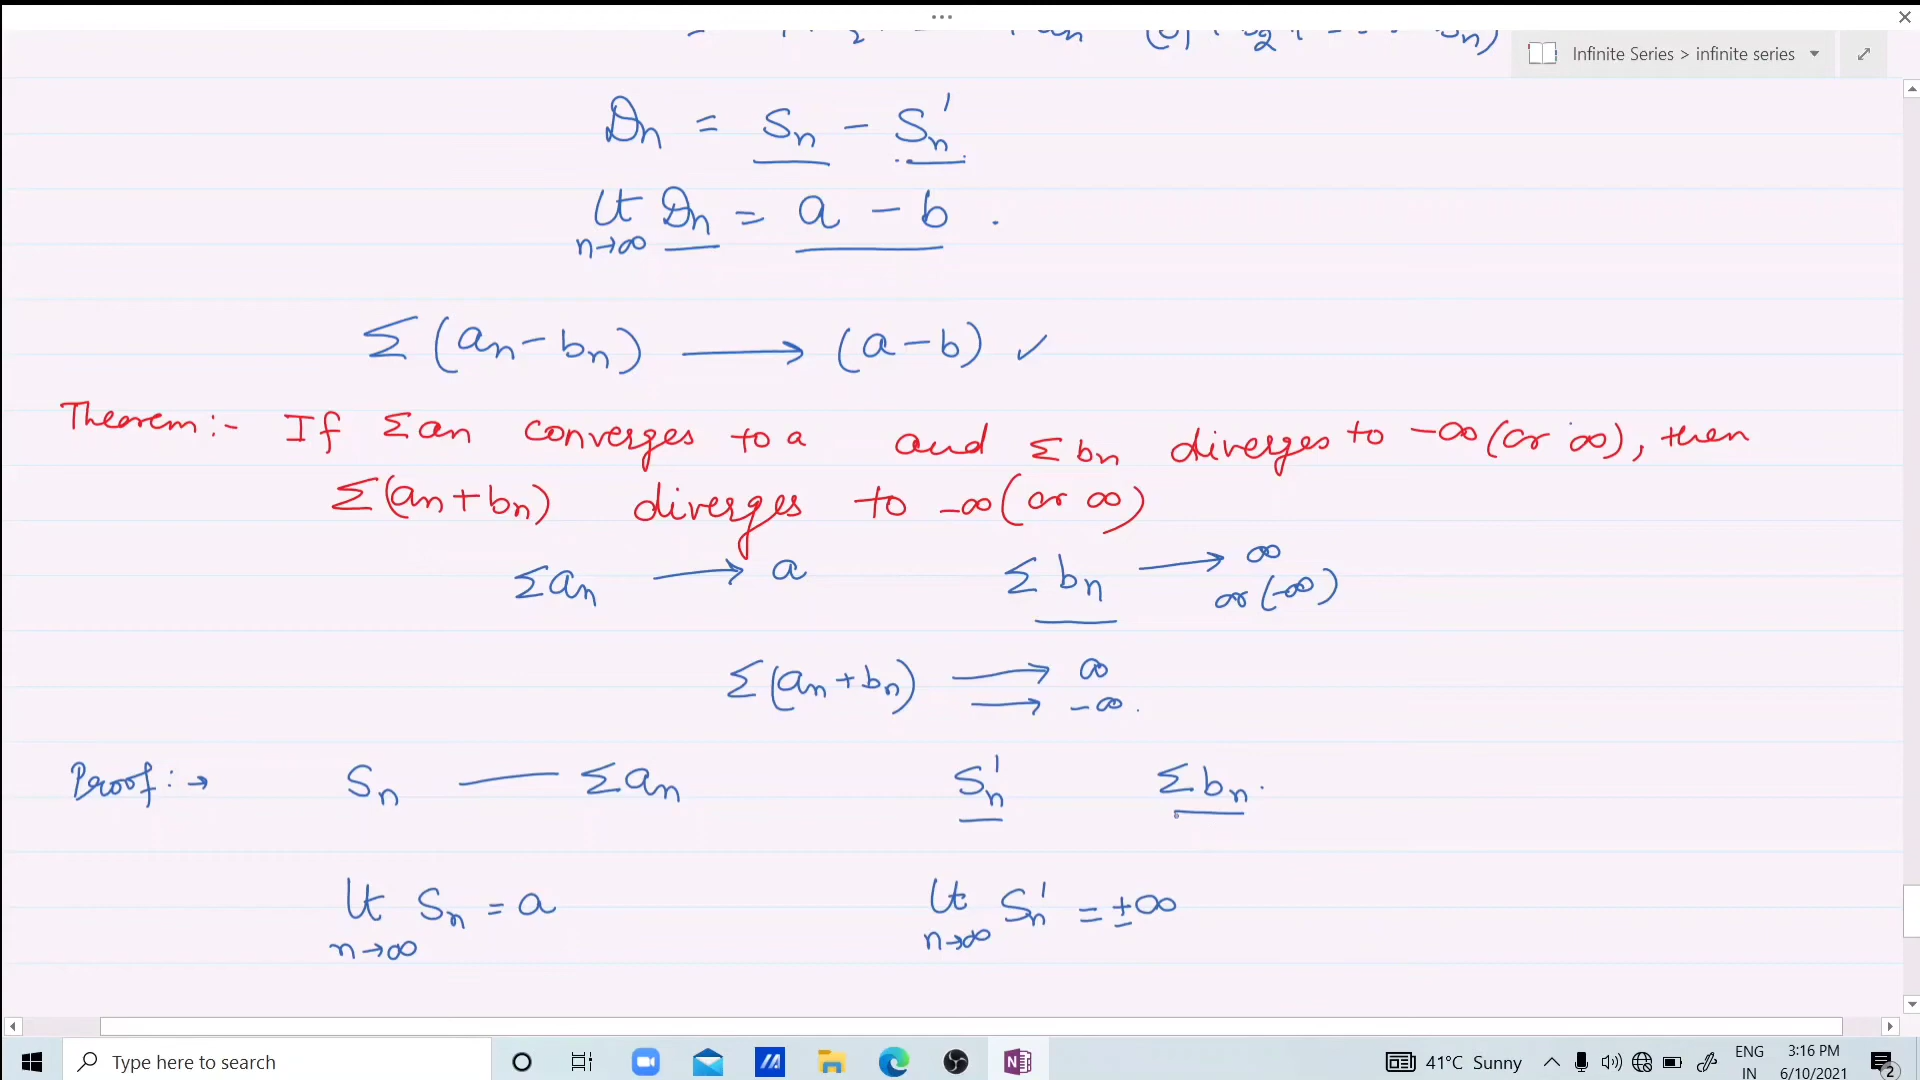 Infinite Series > infinite series
Dn = Sn - Sn'
lt Dn = a - b .
n→∞
Σ(an - bn) ⟶ (a - b) ✓
Theorem:- If Σan converges to a and Σbn diverges to -∞ (or ∞), then
Σ(an + bn) diverges to -∞ (or ∞)
Σan ⟶ a Σbn ⟶ ∞
or (-∞)
Σ(an + bn) ⟶ ∞
⟶ -∞ .
Proof:→ Sn — Σan Sn' Σbn .
lt Sn = a lt Sn' = ±∞
n→∞ n→∞
Type here to search
41°C Sunny
ENG
IN
3:16 PM
6/10/2021
2